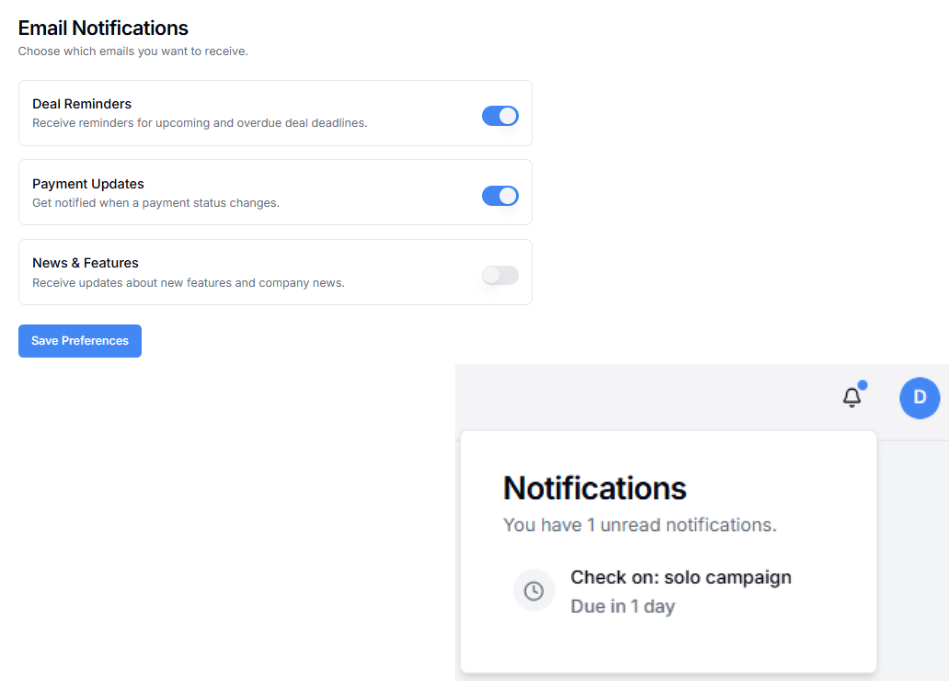 Email Notifications
Choose which emails you want to receive.
Deal Reminders
Receive reminders for upcoming and overdue deal deadlines.
Payment Updates
Get notified when a payment status changes.
News & Features
Receive updates about new features and company news.
Save Preferences
D
Notifications
You have 1 unread notifications.
Check on: solo campaign
Due in 1 day